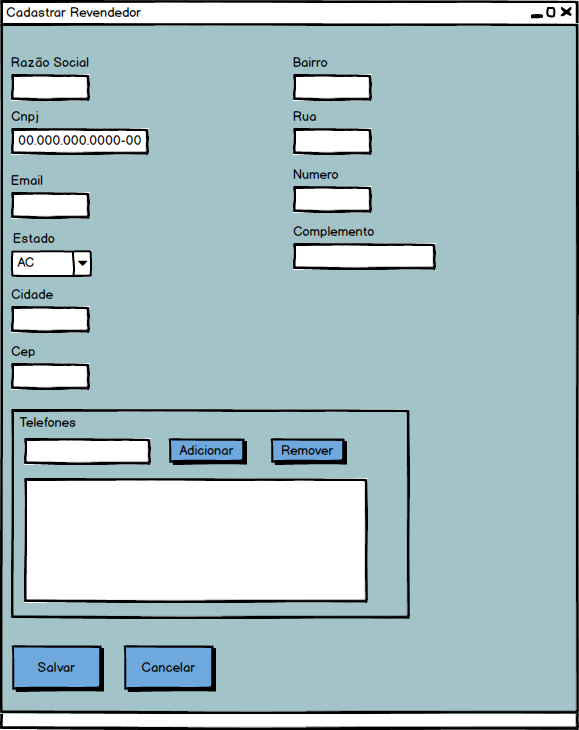 Cadastrar Revendedor
Razão Social
Cnpj
00.000.000.0000-00
Email
Estado
AC
Cidade
Cep
Bairro
Rua
Numero
Complemento
Telefones
Adicionar
Remover
Salvar
Cancelar